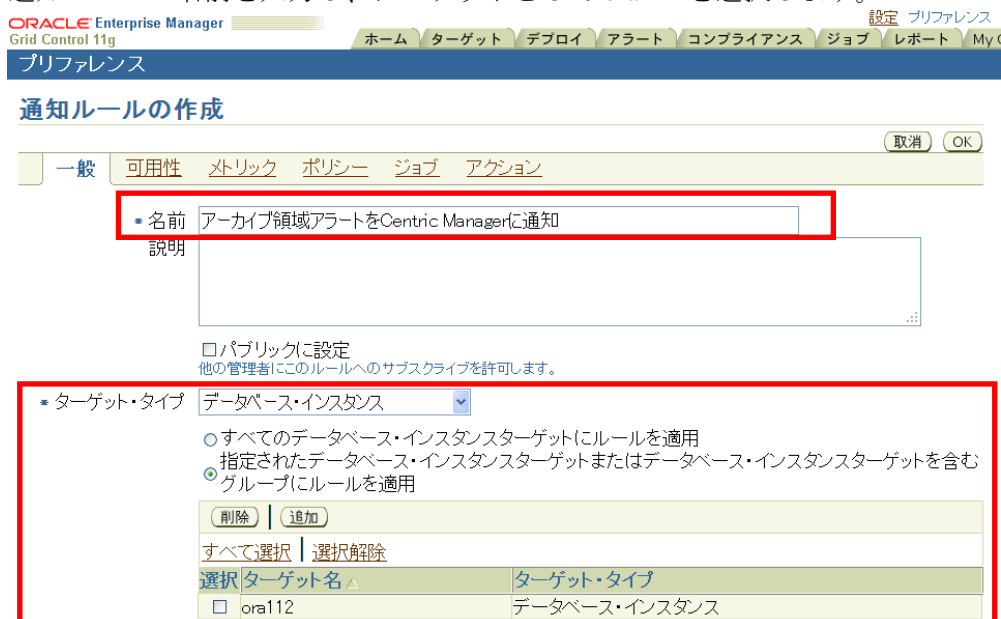 ORACLE Enterprise Manager
Grid Control 11g
設定 プリファレンス
ホーム ターゲット デプロイ アラート コンプライアンス ジョブ レポート My
プリファレンス
通知ルールの作成
取消 OK
一般 可用性 メトリック ポリシー ジョブ アクション
* 名前 アーカイブ領域アラートをCentric Managerに通知
説明
パブリックに設定
他の管理者にこのルールへのサブスクライブを許可します。
* ターゲット・タイプ データベース・インスタンス
すべてのデータベース・インスタンスターゲットにルールを適用
指定されたデータベース・インスタンスターゲットまたはデータベース・インスタンスターゲットを含む
グループにルールを適用
削除 | 追加
すべて選択 | 選択解除
選択 ターゲット名 △ ターゲット・タイプ
ora112 データベース・インスタンス